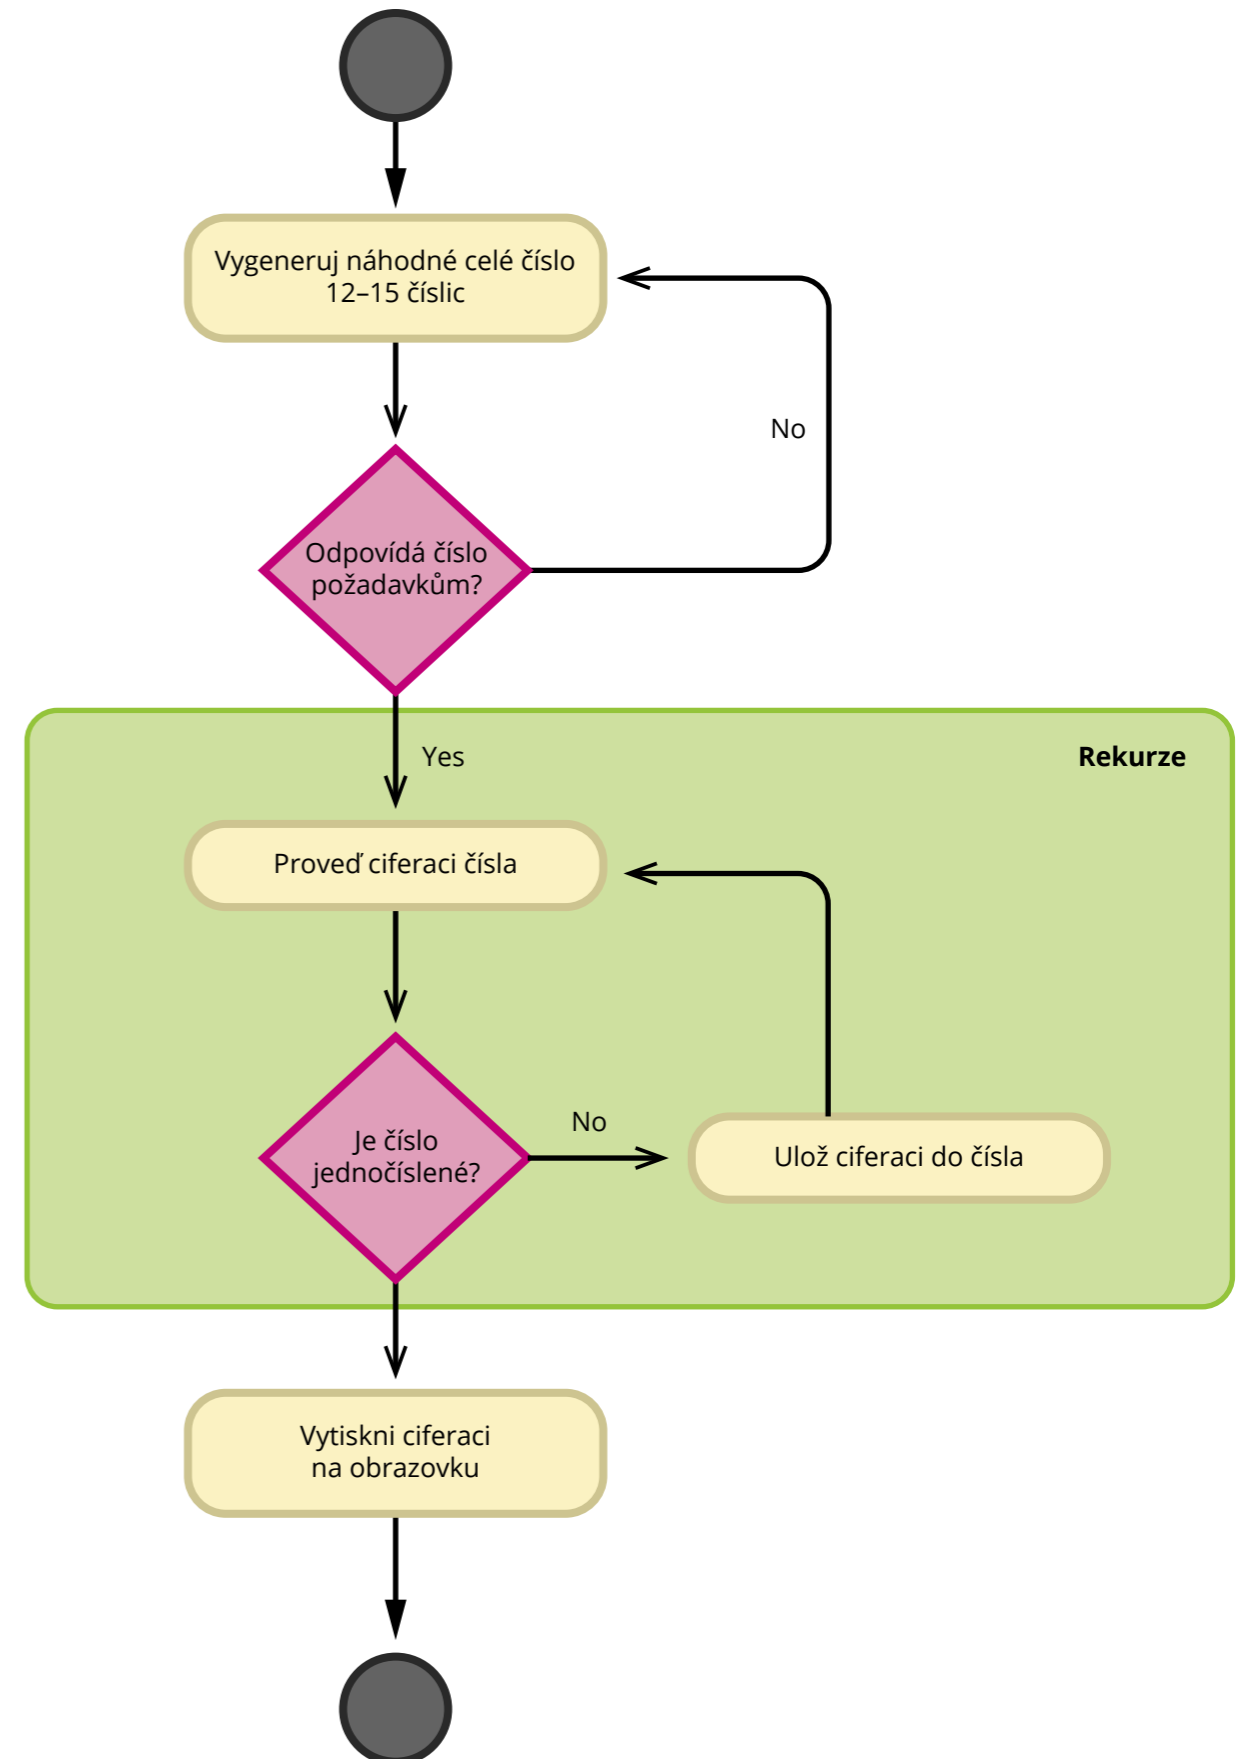 Vygeneruj náhodné celé číslo
12–15 číslic
No
Odpovídá číslo
požadavkům?
Yes
Rekurze
Proveď ciferaci čísla
No
Je číslo
jednočíslené?
Ulož ciferaci do čísla
Vytiskni ciferaci
na obrazovku